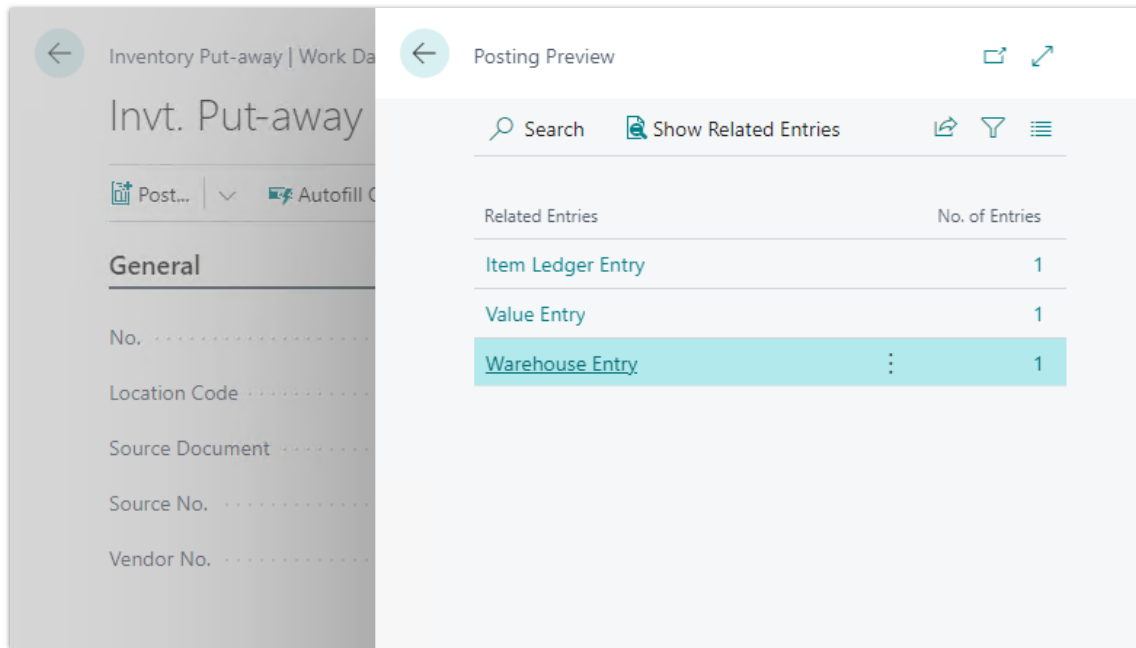 Inventory Put-away | Work Da
Invt. Put-away
Post...
Autofill
General
No.
Location Code
Source Document
Source No.
Vendor No.
Posting Preview
Search Show Related Entries
Related Entries No. of Entries
Item Ledger Entry 1
Value Entry 1
Warehouse Entry 1